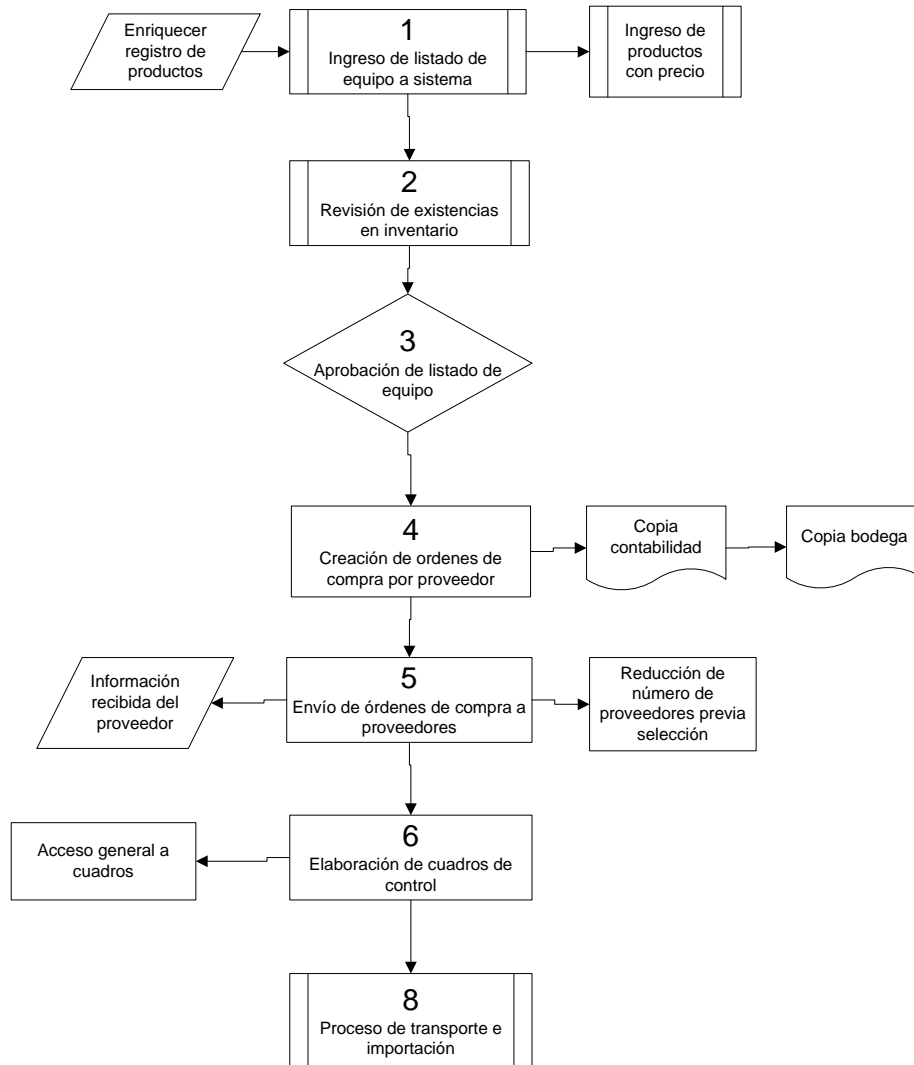 Enriquecer
registro de
productos
1
Ingreso de listado de
equipo a sistema
Ingreso de
productos
con precio
2
Revisión de existencias
en inventario
3
Aprobación de listado de
equipo
4
Creación de ordenes de
compra por proveedor
Copia
contabilidad
Copia bodega
Información
recibida del
proveedor
5
Envío de órdenes de compra a
proveedores
Reducción de
número de
proveedores previa
selección
Acceso general a
cuadros
6
Elaboración de cuadros de
control
8
Proceso de transporte e
importación